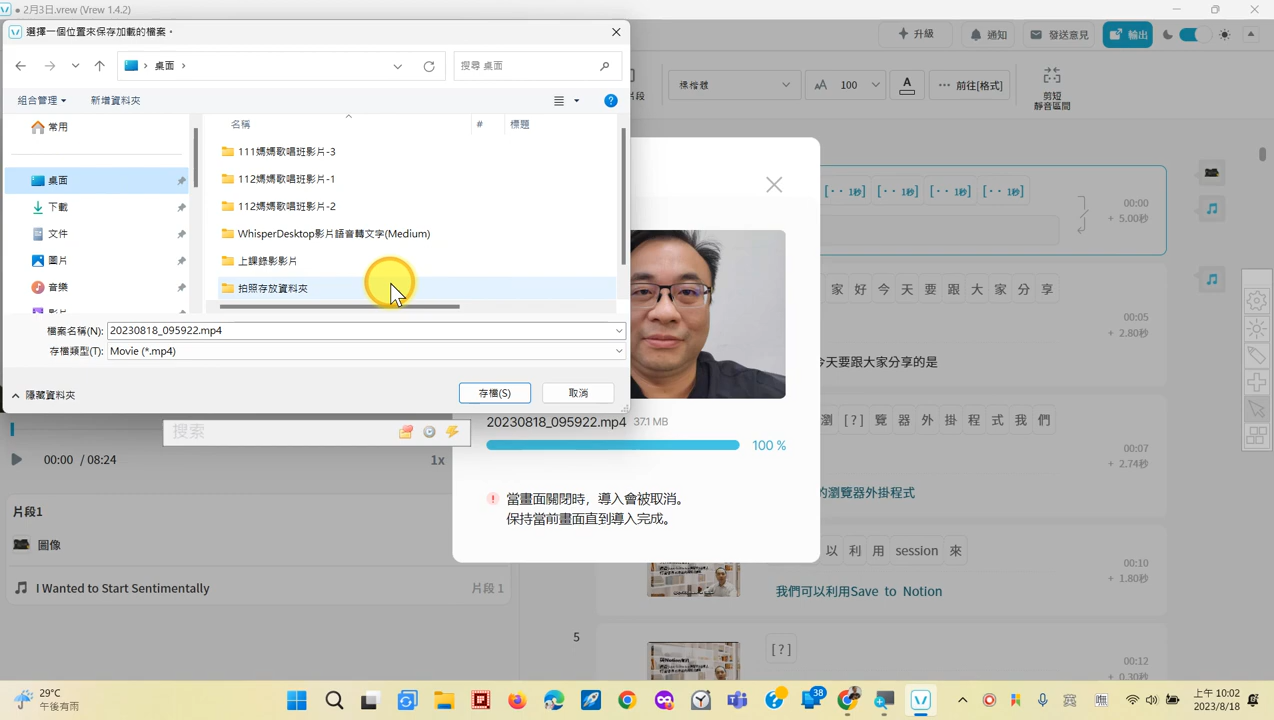 ● 2月3日.vrew (Vrew 1.4.2)
選擇一個位置來保存加載的檔案。
桌面
搜尋 桌面
組合管理
新增資料夾
升級
通知
發送意見
輸出
片段
楷楷體
100
A
前往[格式]
剪短
靜音區間
常用
桌面
下載
文件
圖片
音樂
名稱
#
標題
111媽媽歌唱班影片-3
112媽媽歌唱班影片-1
112媽媽歌唱班影片-2
WhisperDesktop影片語音轉文字(Medium)
上課錄影影片
拍照存放資料夾
檔案名稱(N): 20230818_095922.mp4
存檔類型(T): Movie (*.mp4)
隱藏資料夾
存檔(S)
取消
搜索
00:00 / 08:24
1x
片段1
圖像
I Wanted to Start Sentimentally
片段 1
20230818_095922.mp4 37.1 MB
100 %
當畫面關閉時，導入會被取消。
保持當前畫面直到導入完成。
[·· 1秒] [·· 1秒] [·· 1秒] [·· 1秒]
00:00
+ 5.00秒
家 好 今 天 要 跟 大 家 分 享
00:05
+ 2.80秒
今天要跟大家分享的是
瀏 [?] 覽 器 外 掛 程 式 我 們
00:07
+ 2.74秒
的瀏覽器外掛程式
以 利 用 session 來
00:10
+ 1.80秒
我們可以利用Save to Notion
5
[?]
00:12
+ 0.30秒
29°C
午後有雨
38
上午 10:02
2023/8/18